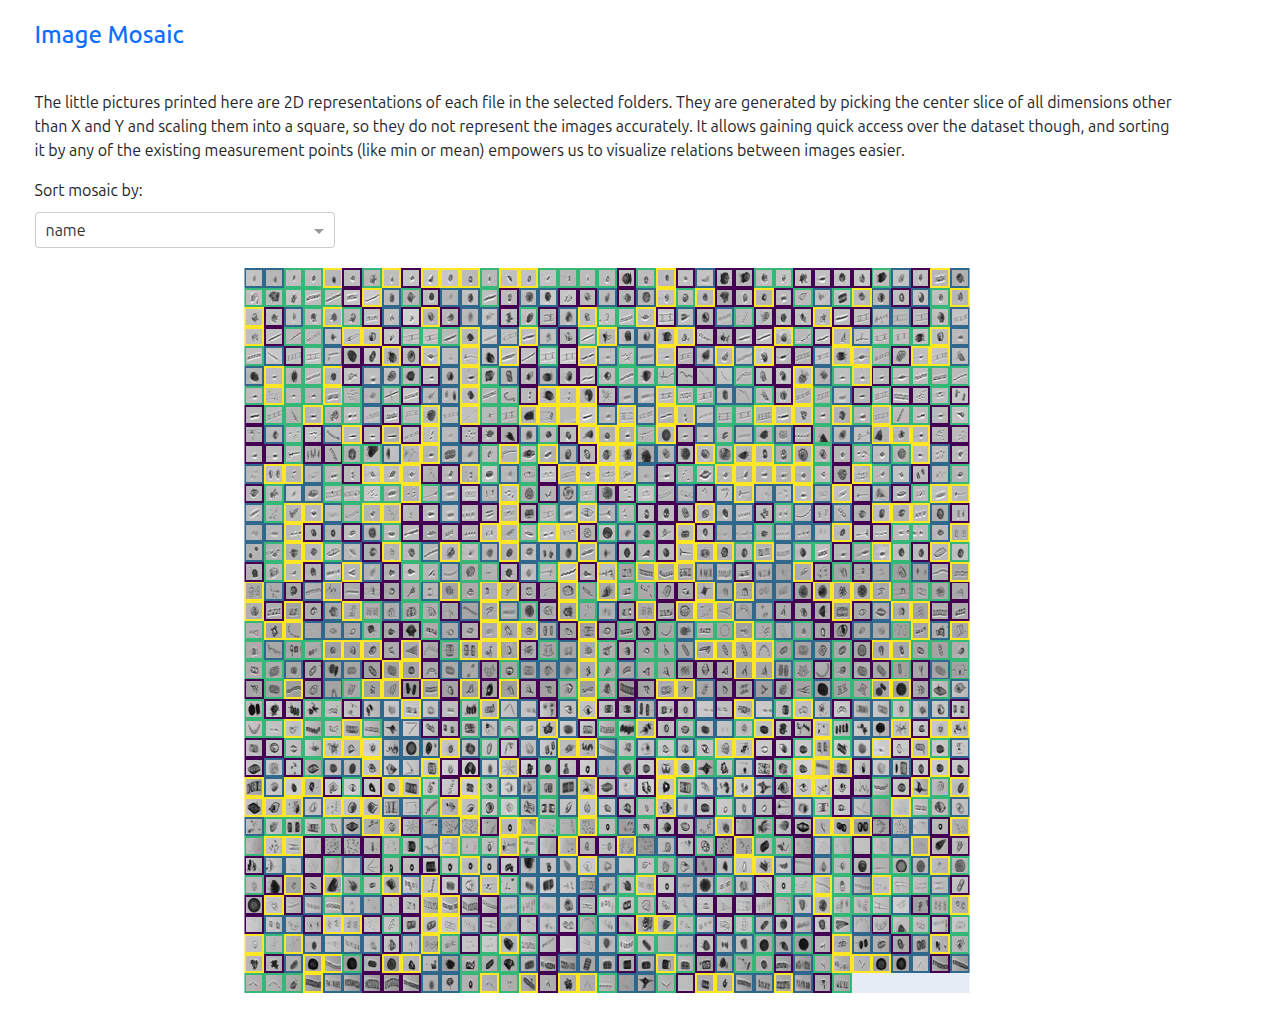 Image Mosaic
The little pictures printed here are 2D representations of each file in the selected folders. They are generated by picking the center slice of all dimensions other
than X and Y and scaling them into a square, so they do not represent the images accurately. It allows gaining quick access over the dataset though, and sorting
it by any of the existing measurement points (like min or mean) empowers us to visualize relations between images easier.
Sort mosaic by:
name